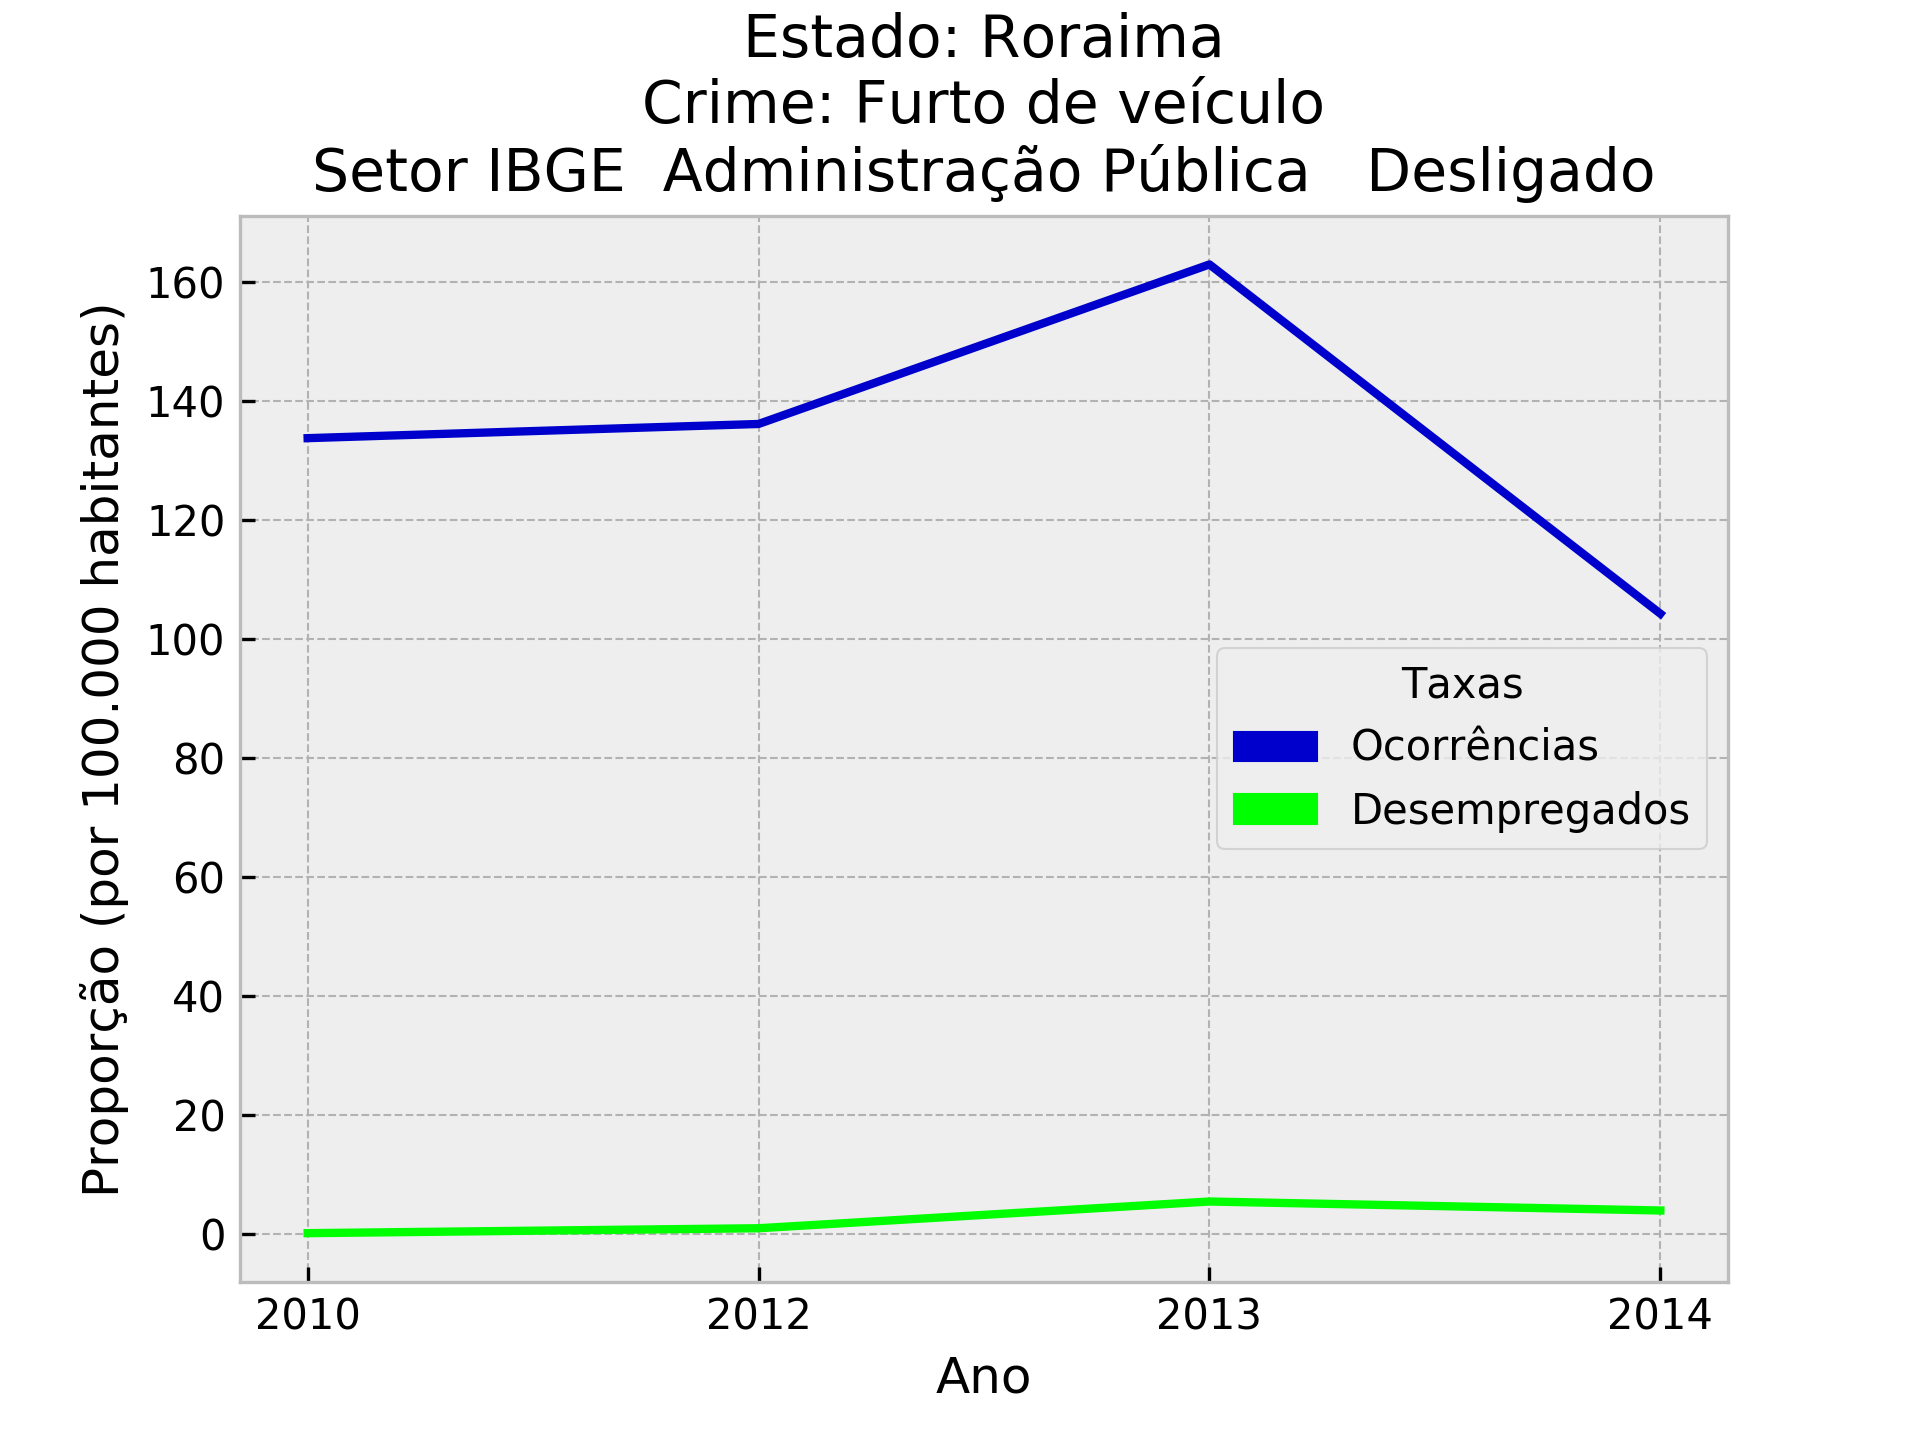 Estado: Roraima
Crime: Furto de veículo
Setor IBGE  Administração Pública   Desligado
Proporção (por 100.000 habitantes)
160
140
120
100
80
60
40
20
0
Taxas
Ocorrências
Desempregados
2010 2012 2013 2014
Ano